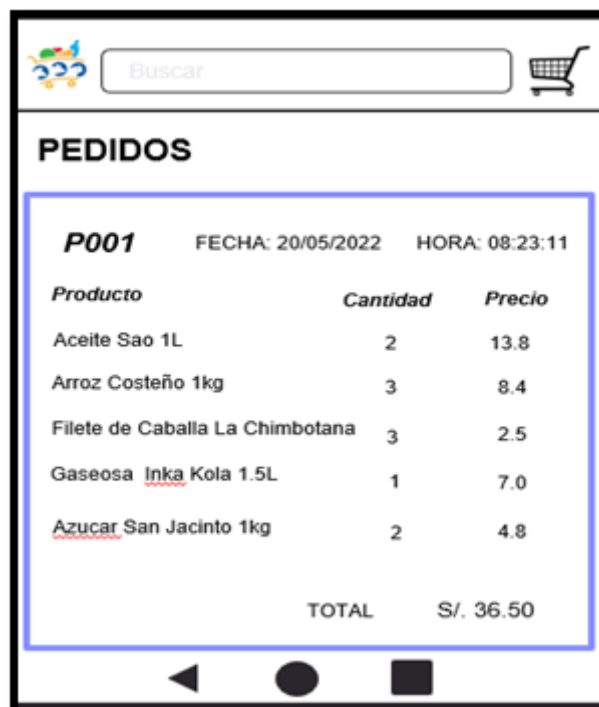 Buscar
PEDIDOS
P001 FECHA: 20/05/2022 HORA: 08:23:11
Producto Cantidad Precio
Aceite Sao 1L 2 13.8
Arroz Costeño 1kg 3 8.4
Filete de Caballa La Chimbotana 3 2.5
Gaseosa Inka Kola 1.5L 1 7.0
Azucar San Jacinto 1kg 2 4.8
TOTAL S/. 36.50